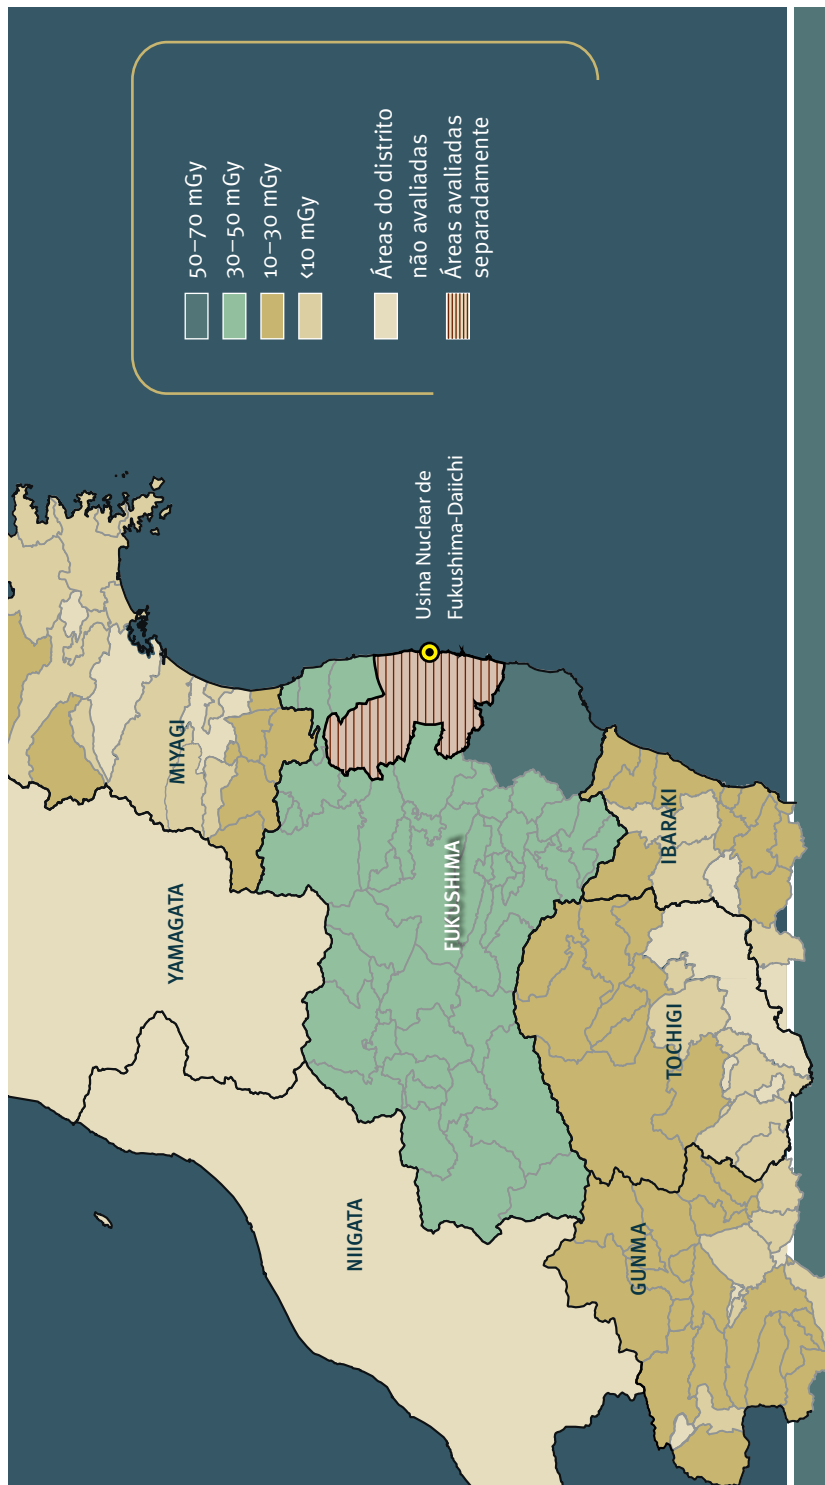 50–70 mGy
30–50 mGy
10–30 mGy
<10 mGy
Áreas do distrito
não avaliadas
Áreas avaliadas
separadamente
Usina Nuclear de
Fukushima-Daiichi
MIYAGI
YAMAGATA
FUKUSHIMA
NIIGATA
IBARAKI
TOCHIGI
GUNMA